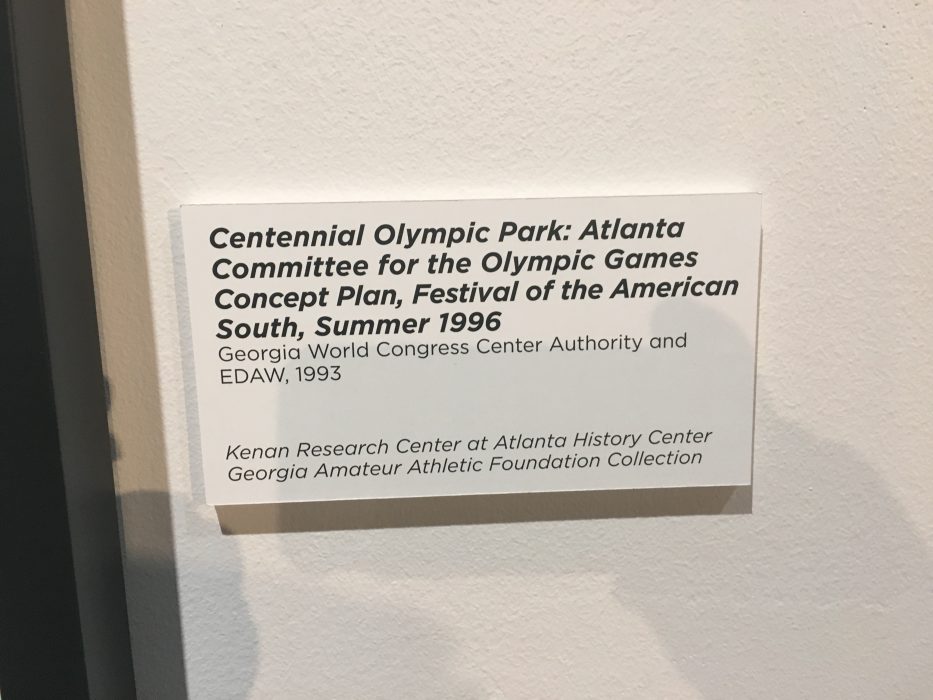 Centennial Olympic Park: Atlanta
Committee for the Olympic Games
Concept Plan, Festival of the American
South, Summer 1996
Georgia World Congress Center Authority and
EDAW, 1993
Kenan Research Center at Atlanta History Center
Georgia Amateur Athletic Foundation Collection